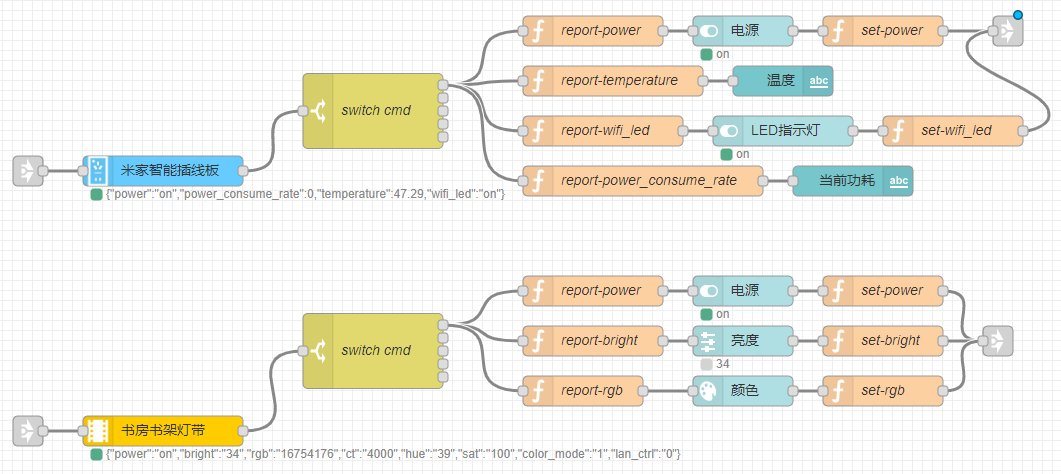 report-power
电源
set-power
on
report-temperature
温度
abc
switch cmd
report-wifi_led
LED指示灯
set-wifi_led
on
米家智能插线板
report-power_consume_rate
当前功耗
abc
{"power":"on","power_consume_rate":0,"temperature":47.29,"wifi_led":"on"}
report-power
电源
set-power
on
switch cmd
report-bright
亮度
set-bright
34
report-rgb
颜色
set-rgb
书房书架灯带
{"power":"on","bright":"34","rgb":"16754176","ct":"4000","hue":"39","sat":"100","color_mode":"1","lan_ctrl":"0"}